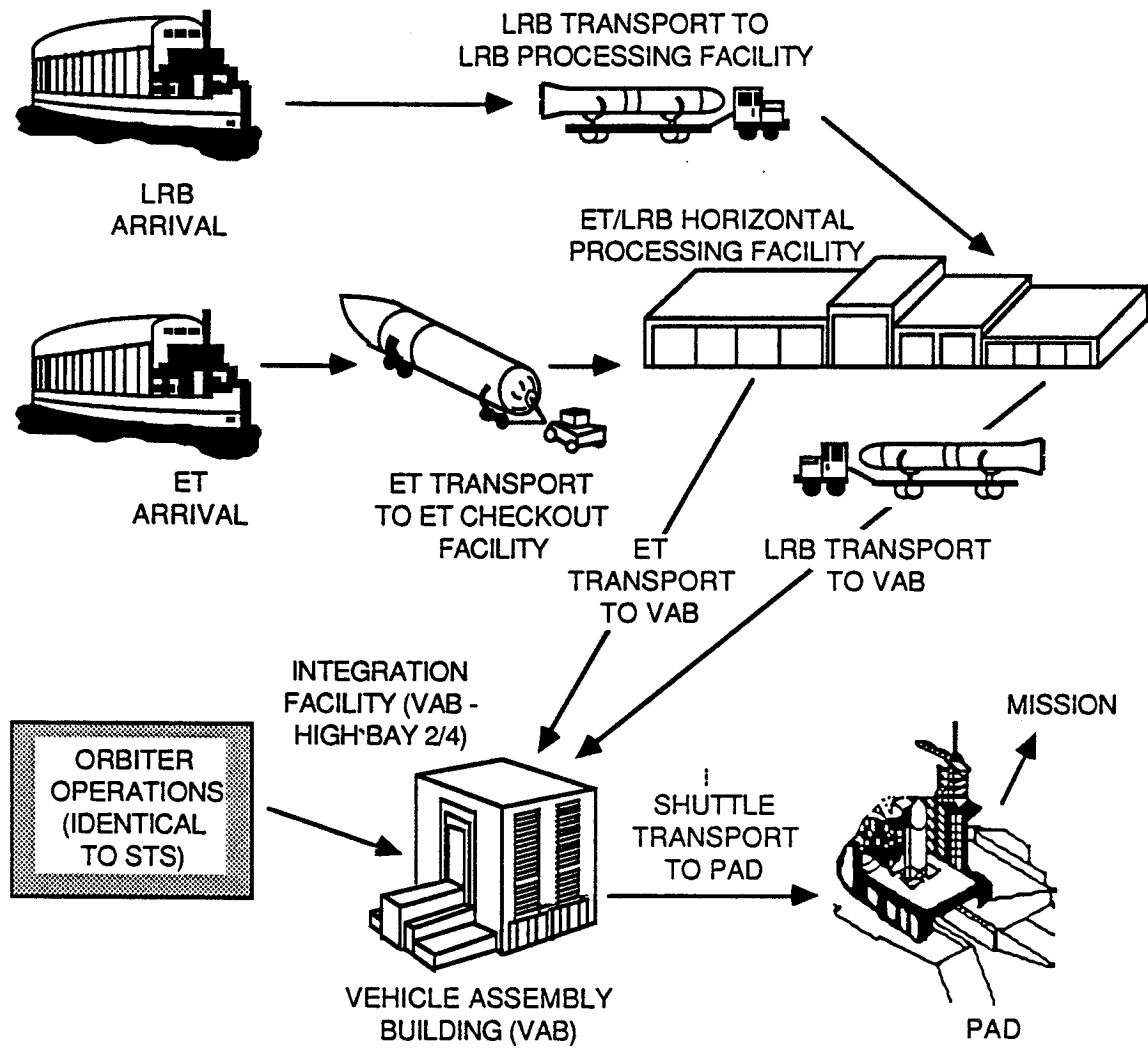 LRB TRANSPORT TO
LRB PROCESSING FACILITY
LRB
ARRIVAL
ET/LRB HORIZONTAL
PROCESSING FACILITY
ET
ARRIVAL
ET TRANSPORT
TO ET CHECKOUT
FACILITY
ET
TRANSPORT
TO VAB
LRB TRANSPORT
TO VAB
INTEGRATION
FACILITY (VAB -
HIGH BAY 2/4)
MISSION
ORBITER
OPERATIONS
(IDENTICAL
TO STS)
SHUTTLE
TRANSPORT
TO PAD
VEHICLE ASSEMBLY
BUILDING (VAB)
PAD